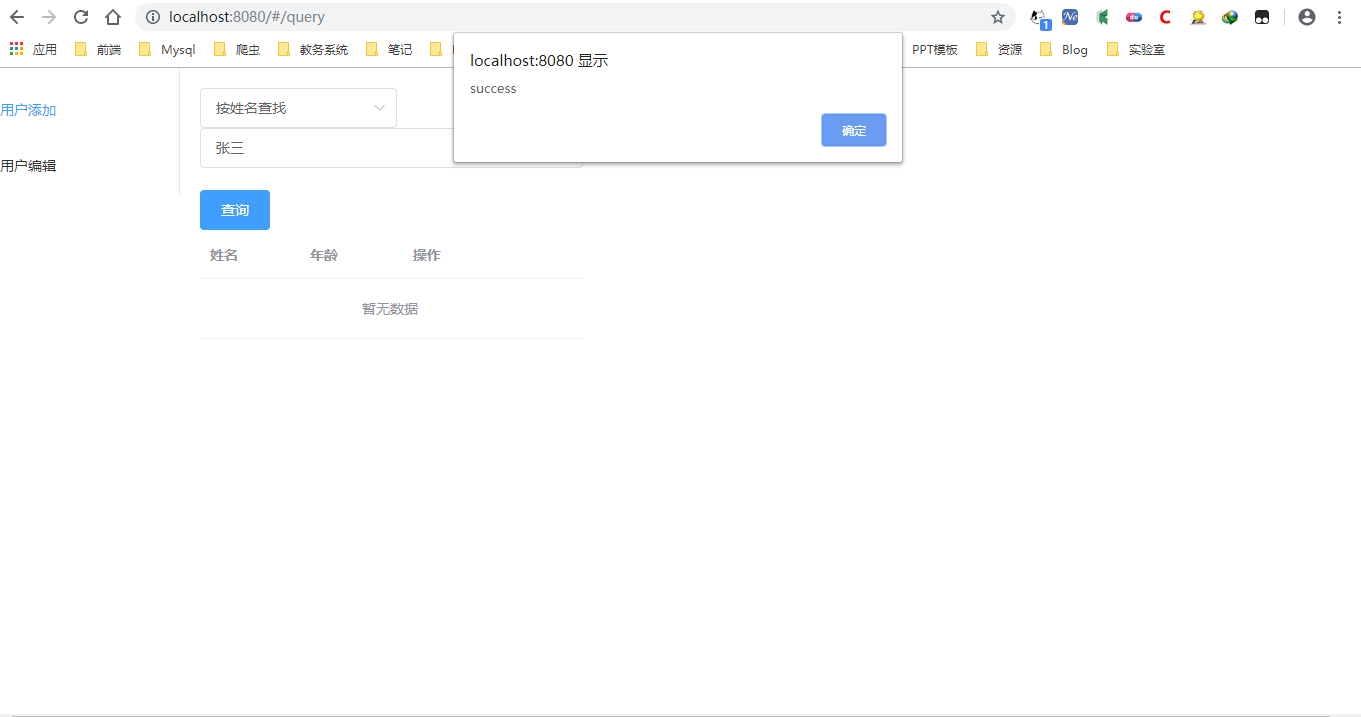 localhost:8080/#/query
应用 前端 Mysql 爬虫 教务系统 笔记 PPT模板 资源 Blog 实验室
1
localhost:8080 显示
success
确定
用户添加
用户编辑
按姓名查找
张三
查询
姓名 年龄 操作
暂无数据